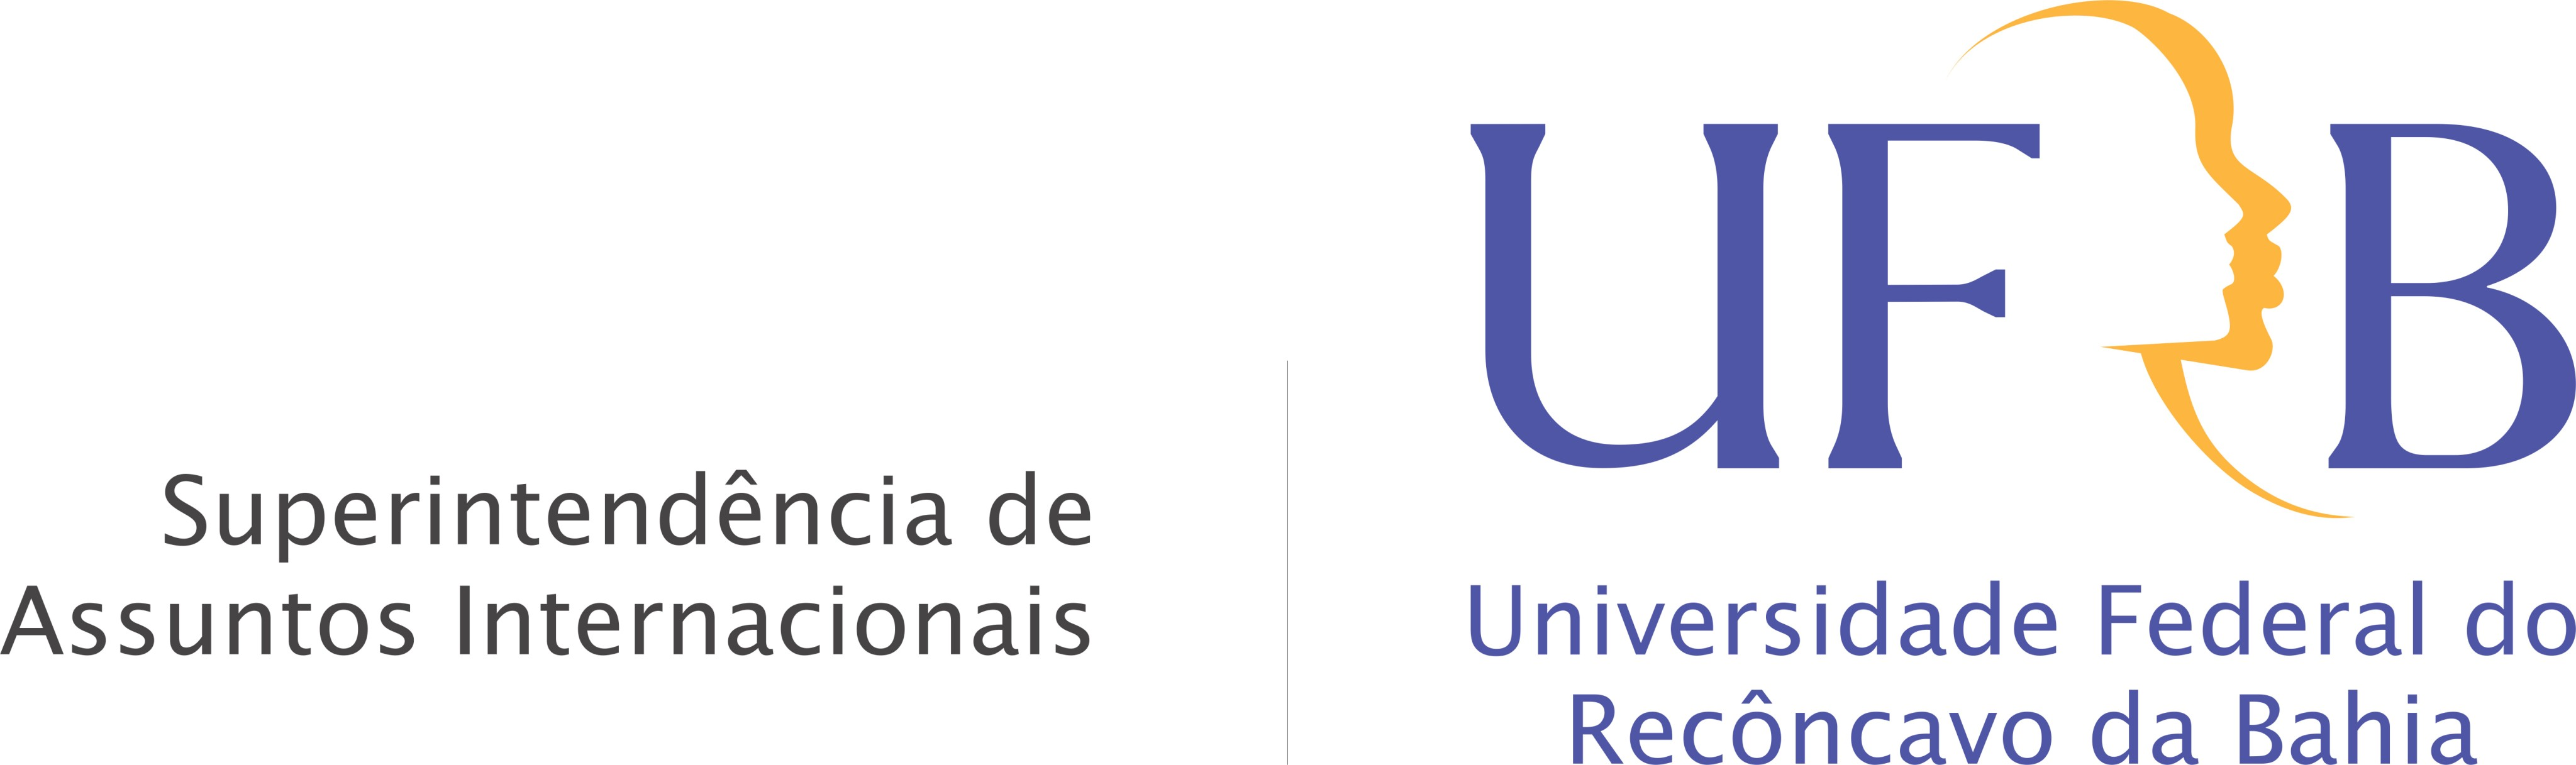 Superintendência de
Assuntos Internacionais
UFRB
Universidade Federal do
Recôncavo da Bahia